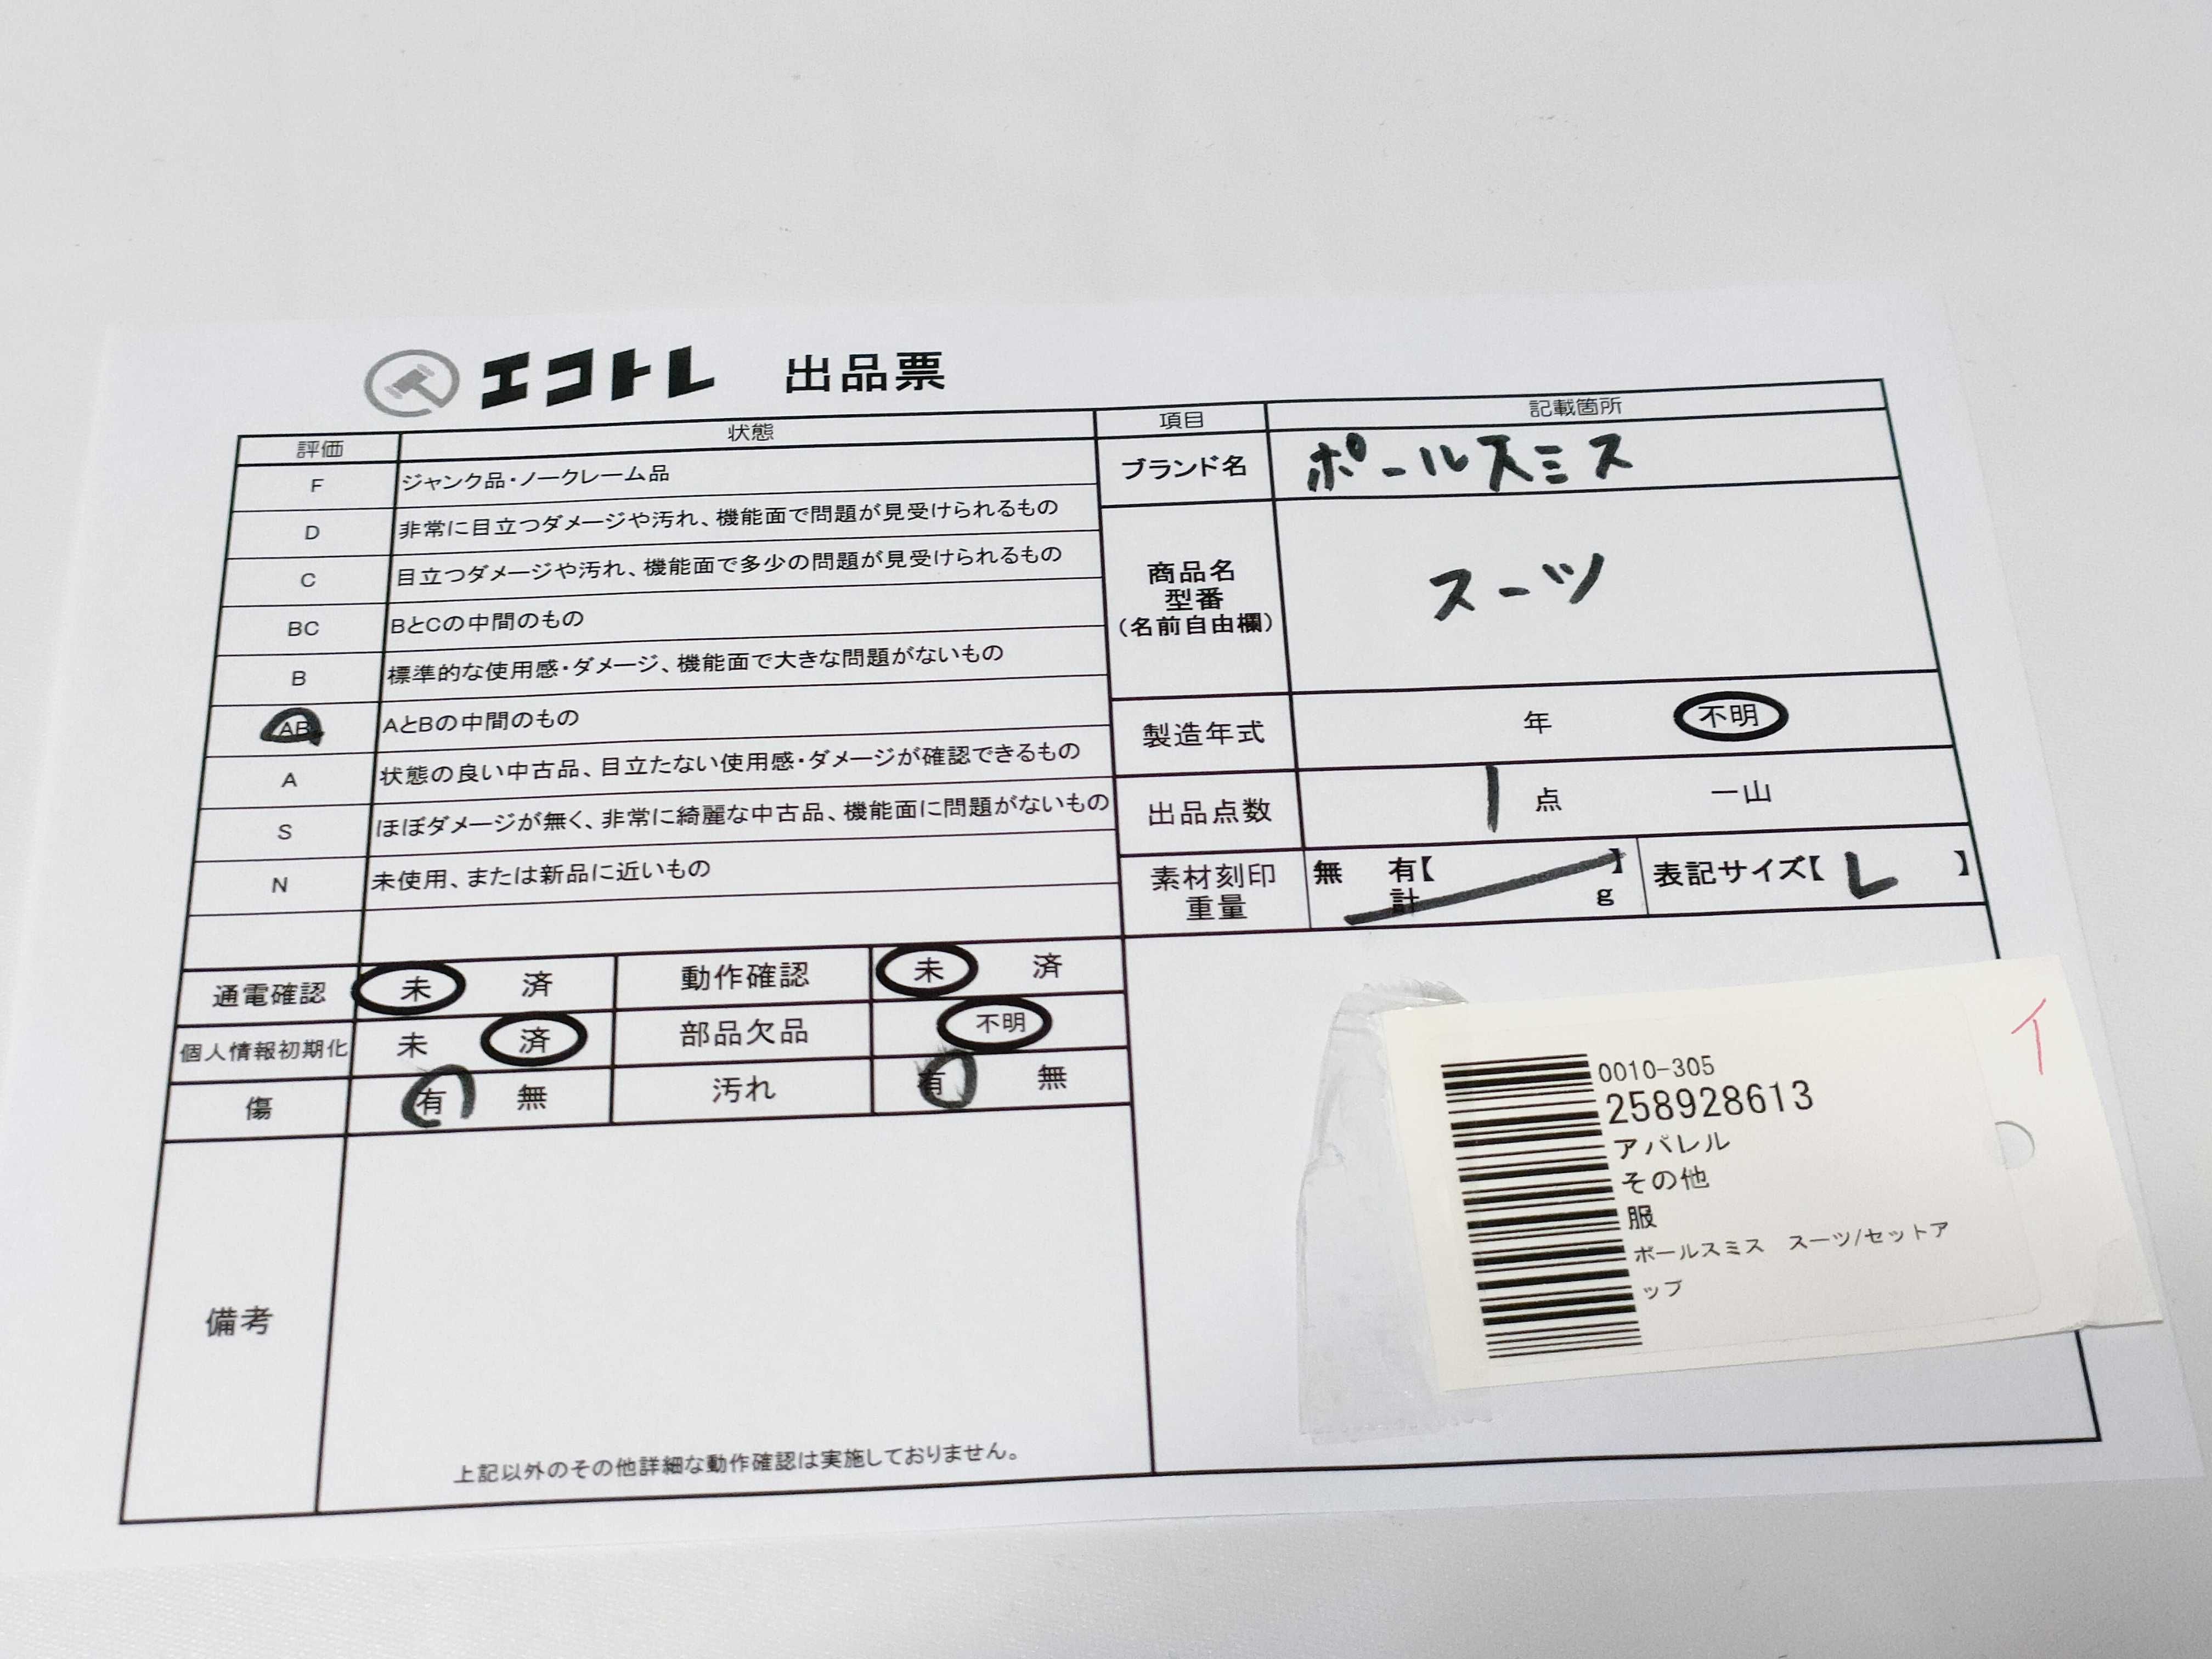 エコトレ 出品票
評価 状態
F ジャンク品・ノークレーム品
D 非常に目立つダメージや汚れ、機能面で問題が見受けられるもの
C 目立つダメージや汚れ、機能面で多少の問題が見受けられるもの
BC BとCの中間のもの
B 標準的な使用感・ダメージ、機能面で大きな問題がないもの
AB AとBの中間のもの
A 状態の良い中古品、目立たない使用感・ダメージが確認できるもの
S ほぼダメージが無く、非常に綺麗な中古品、機能面に問題がないもの
N 未使用、または新品に近いもの
通電確認 未 済 動作確認 未 済
個人情報初期化 未 済 部品欠品 不明
傷 有 無 汚れ 有 無
備考
上記以外のその他詳細な動作確認は実施しておりません。
項目 記載箇所
ブランド名 ポールスミス
商品名
型番
(名前自由欄)
スーツ
製造年式 年 不明
出品点数 1 点 一山
素材刻印
重量
無 有【 】
計 g
表記サイズ【 L 】
イ
0010-305
258928613
アパレル
その他
服
ポールスミス スーツ/セットア
ップ